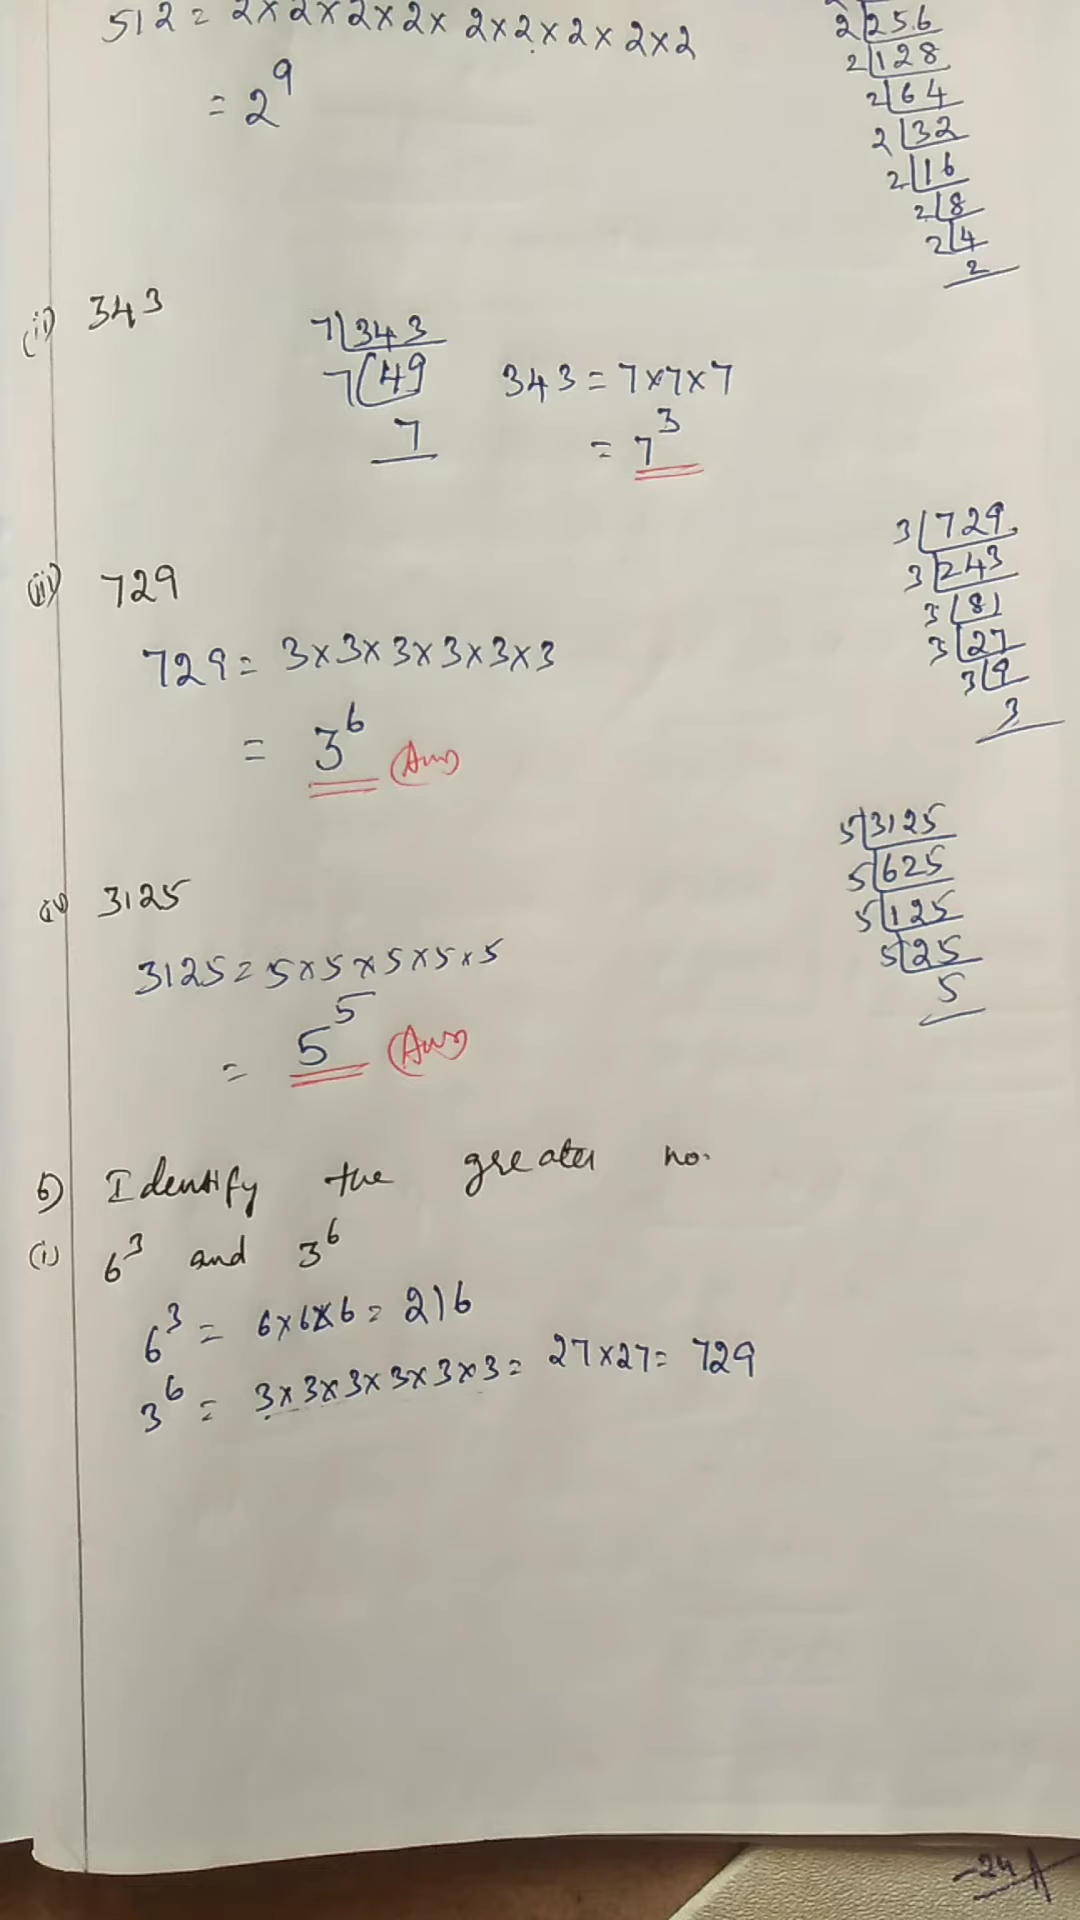 512 = 2×2×2×2× 2×2×2×2×2
= 2^9
2|256
2|128
2|64
2|32
2|16
2|8
2|4
2
(ii) 343
7|343
7|49
7
343 = 7×7×7
= 7^3
(iii) 729
3|729
3|243
3|81
3|27
3|9
3
729 = 3×3×3×3×3×3
= 3^6 (Ans)
(iv) 3125
5|3125
5|625
5|125
5|25
5
3125 = 5×5×5×5×5
= 5^5 (Ans)
6) Identify the greater no.
(i) 6^3 and 3^6
6^3 = 6×6×6 = 216
3^6 = 3×3×3×3×3×3 = 27×27 = 729